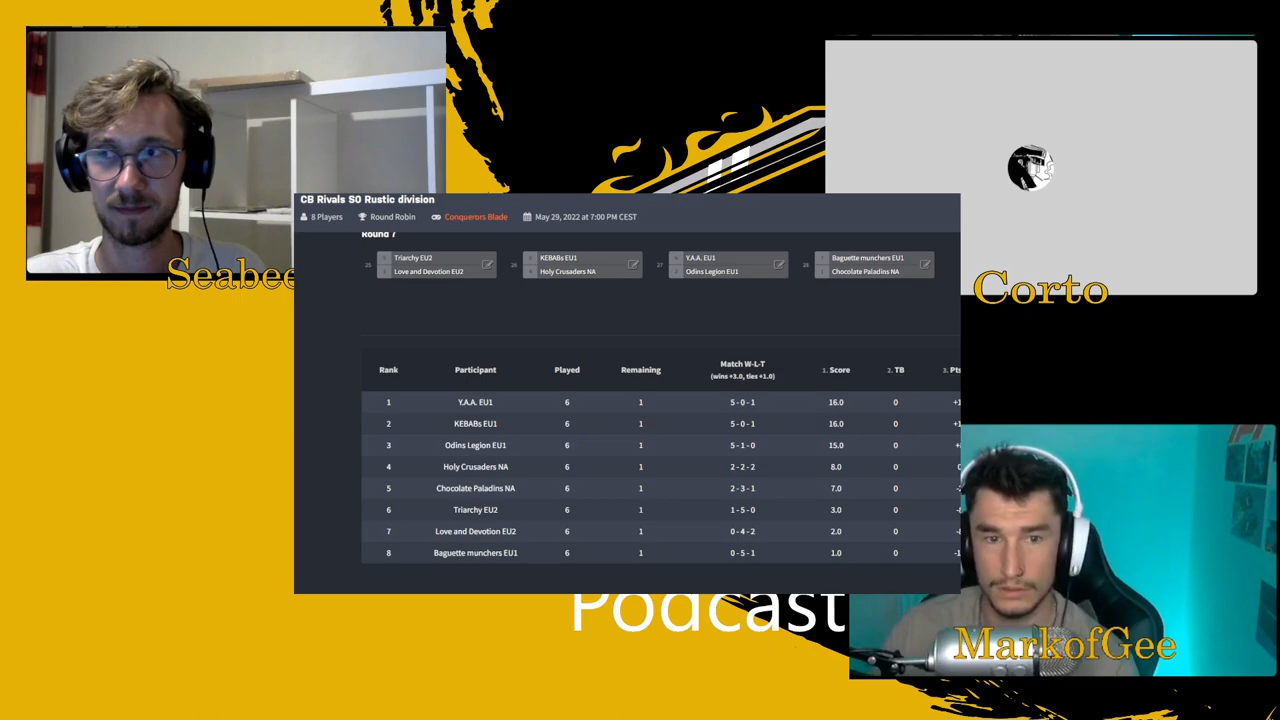 CB Rivals S0 Rustic division
8 Players Round Robin Conquerors Blade May 29, 2022 at 7:00 PM CEST
Round 7
25 Triarchy EU2
Love and Devotion EU2
26 KEBABs EU1
Holy Crusaders NA
27 Y.A.A. EU1
Odins Legion EU1
28 Baguette munchers EU1
Chocolate Paladins NA
Rank Participant Played Remaining Match W-L-T (wins +3.0, ties +1.0) 1. Score 2. TB 3. Pts
1 Y.A.A. EU1 6 1 5 - 0 - 1 16.0 0
2 KEBABs EU1 6 1 5 - 0 - 1 16.0 0
3 Odins Legion EU1 6 1 5 - 1 - 0 15.0 0
4 Holy Crusaders NA 6 1 2 - 2 - 2 8.0 0
5 Chocolate Paladins NA 6 1 2 - 3 - 1 7.0 0
6 Triarchy EU2 6 1 1 - 5 - 0 3.0 0
7 Love and Devotion EU2 6 1 0 - 4 - 2 2.0 0
8 Baguette munchers EU1 6 1 0 - 5 - 1 1.0 0
Seabee
Corto
Podcast
MarkofGee